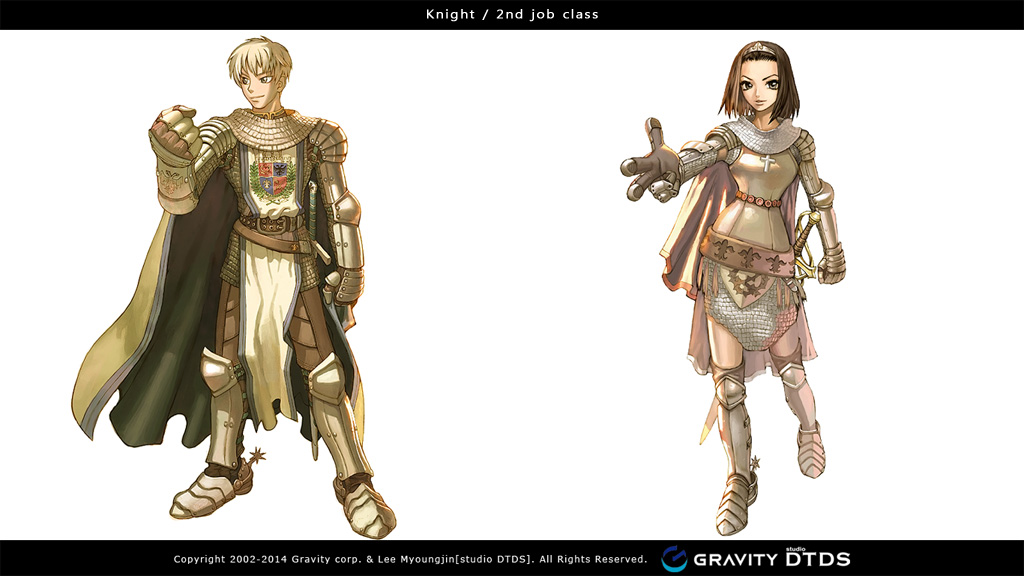 Knight / 2nd job class
Copyright 2002-2014 Gravity corp. & Lee Myoungjin[studio DTDS]. All Rights Reserved.
GRAVITY studio DTDS